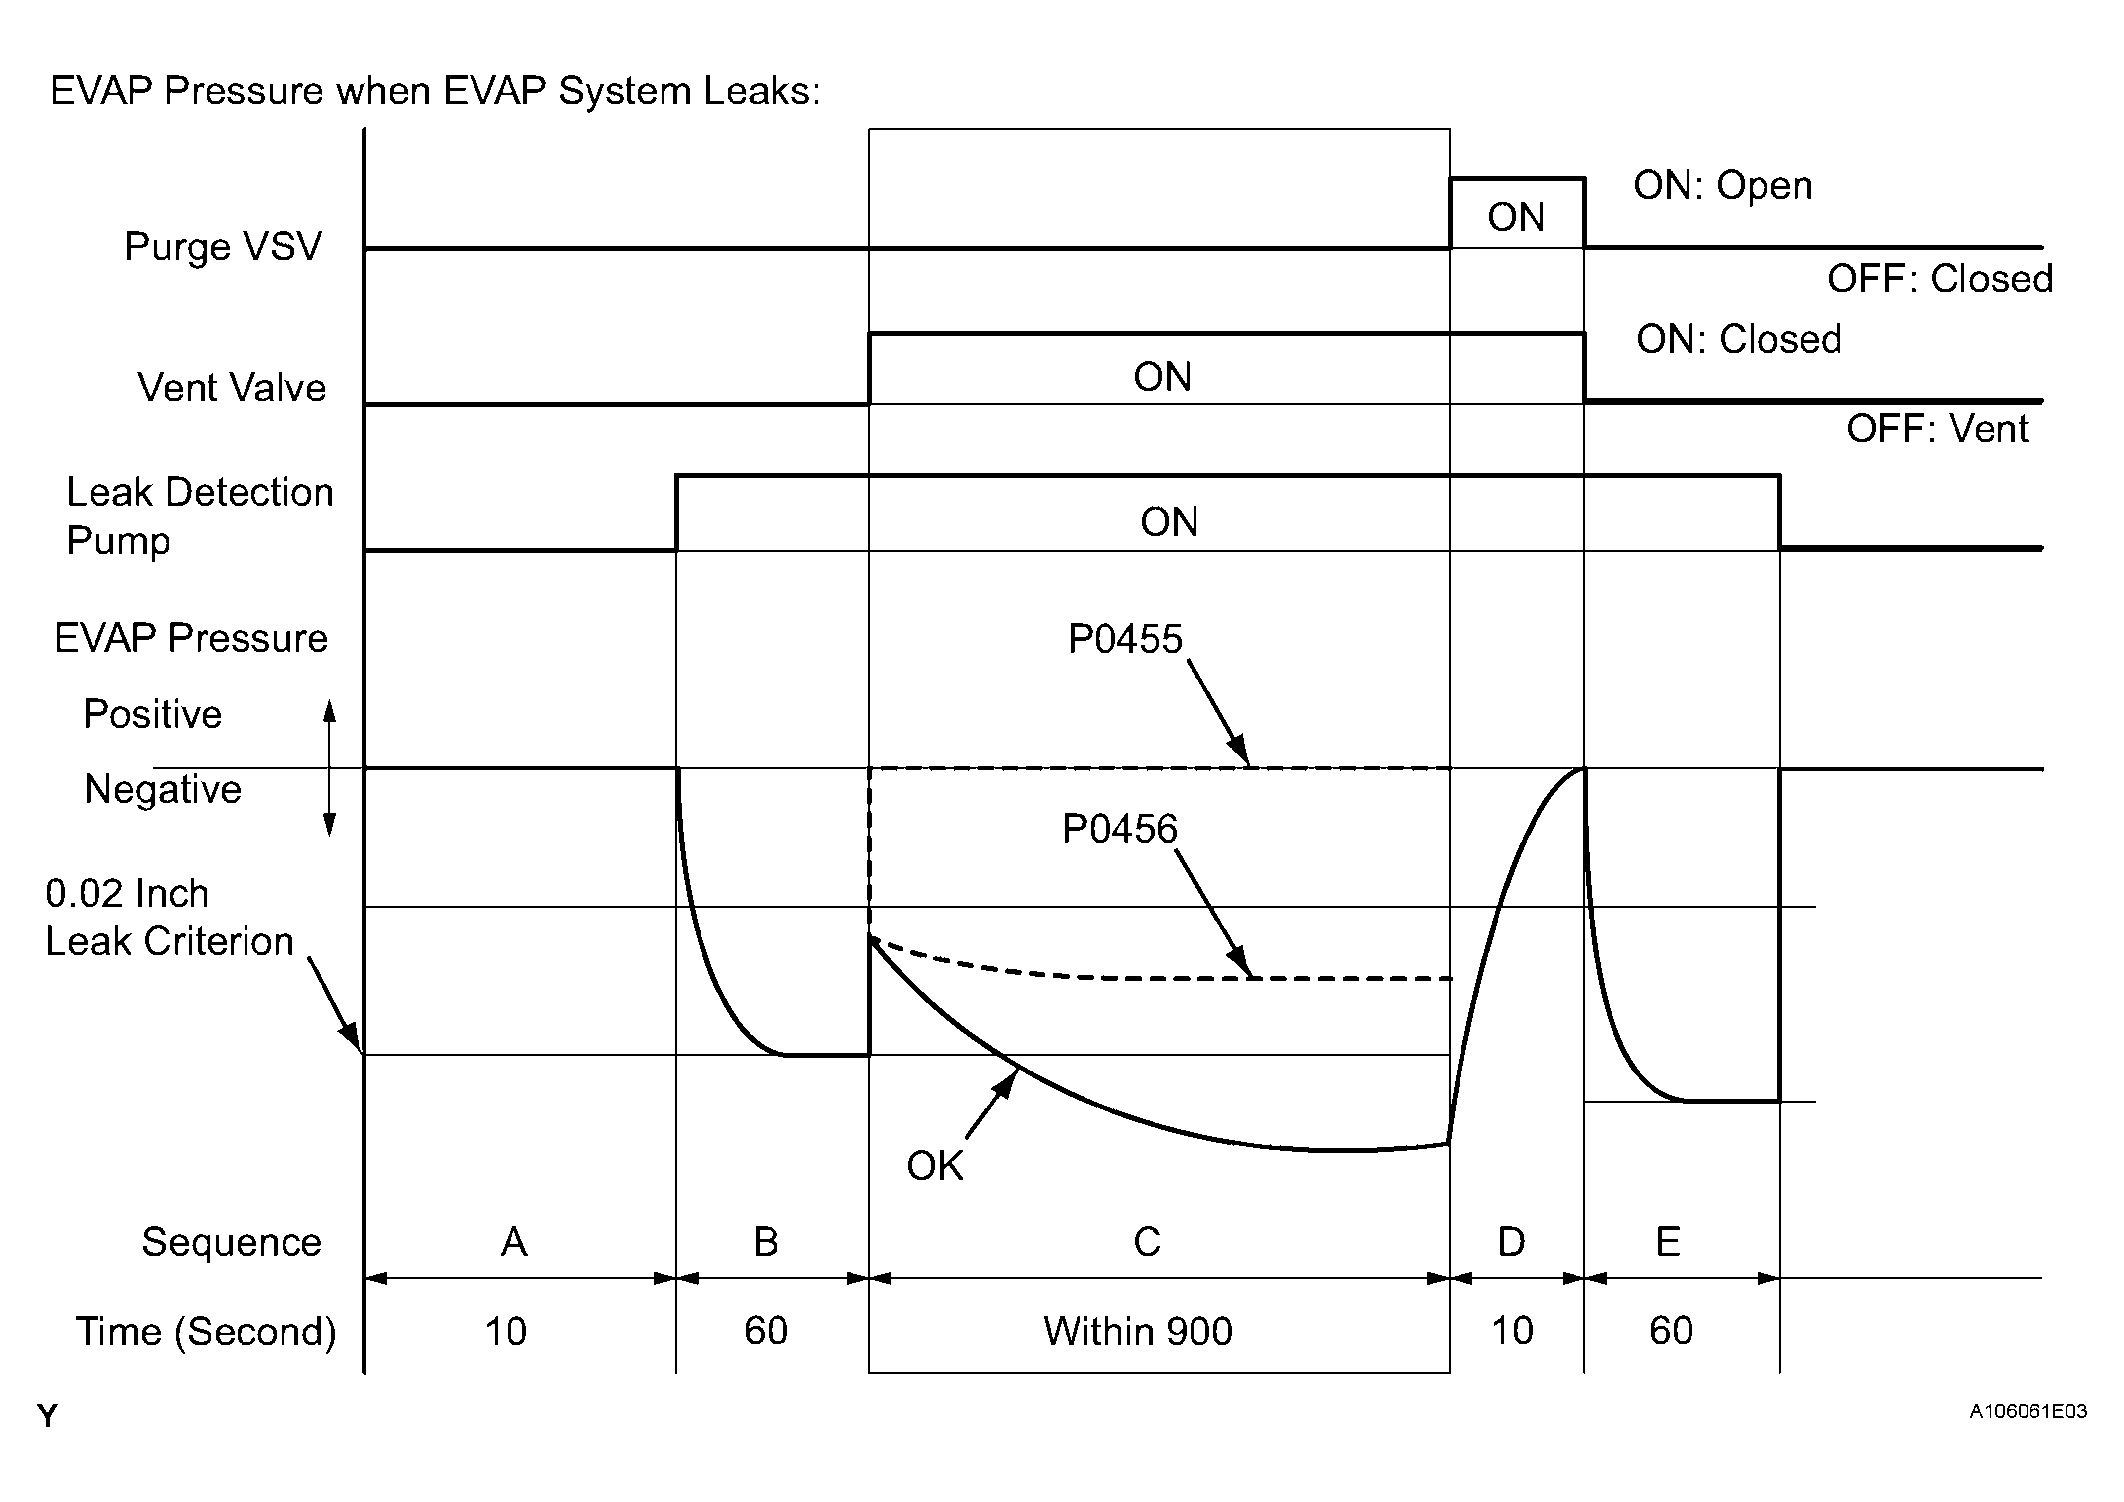 EVAP Pressure when EVAP System Leaks:
ON: Open
ON
Purge VSV
OFF: Closed
ON: Closed
ON
Vent Valve
OFF: Vent
Leak Detection
Pump
ON
EVAP Pressure
P0455
Positive
Negative
P0456
0.02 Inch
Leak Criterion
OK
Sequence A B C D E
Time (Second) 10 60 Within 900 10 60
Y
A106061E03